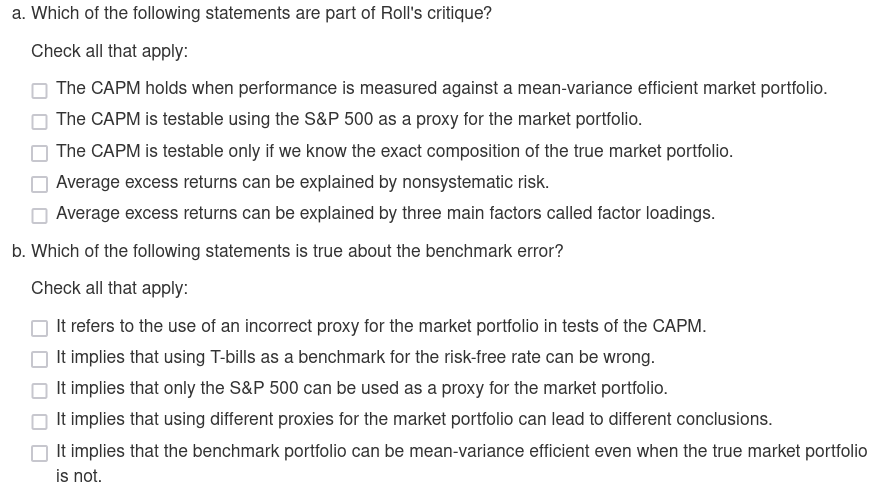 a. Which of the following statements are part of Roll's critique?
Check all that apply:
The CAPM holds when performance is measured against a mean-variance efficient market portfolio.
The CAPM is testable using the S&P 500 as a proxy for the market portfolio.
The CAPM is testable only if we know the exact composition of the true market portfolio.
Average excess returns can be explained by nonsystematic risk.
Average excess returns can be explained by three main factors called factor loadings.
b. Which of the following statements is true about the benchmark error?
Check all that apply:
It refers to the use of an incorrect proxy for the market portfolio in tests of the CAPM.
It implies that using T-bills as a benchmark for the risk-free rate can be wrong.
It implies that only the S&P 500 can be used as a proxy for the market portfolio.
It implies that using different proxies for the market portfolio can lead to different conclusions.
It implies that the benchmark portfolio can be mean-variance efficient even when the true market portfolio
is not.